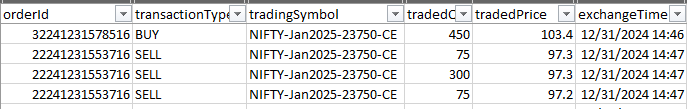 orderId transactionType tradingSymbol tradedC tradedPrice exchangeTime
32241231578516 BUY NIFTY-Jan2025-23750-CE 450 103.4 12/31/2024 14:46
22241231553716 SELL NIFTY-Jan2025-23750-CE 75 97.3 12/31/2024 14:47
22241231553716 SELL NIFTY-Jan2025-23750-CE 300 97.3 12/31/2024 14:47
22241231553716 SELL NIFTY-Jan2025-23750-CE 75 97.2 12/31/2024 14:47